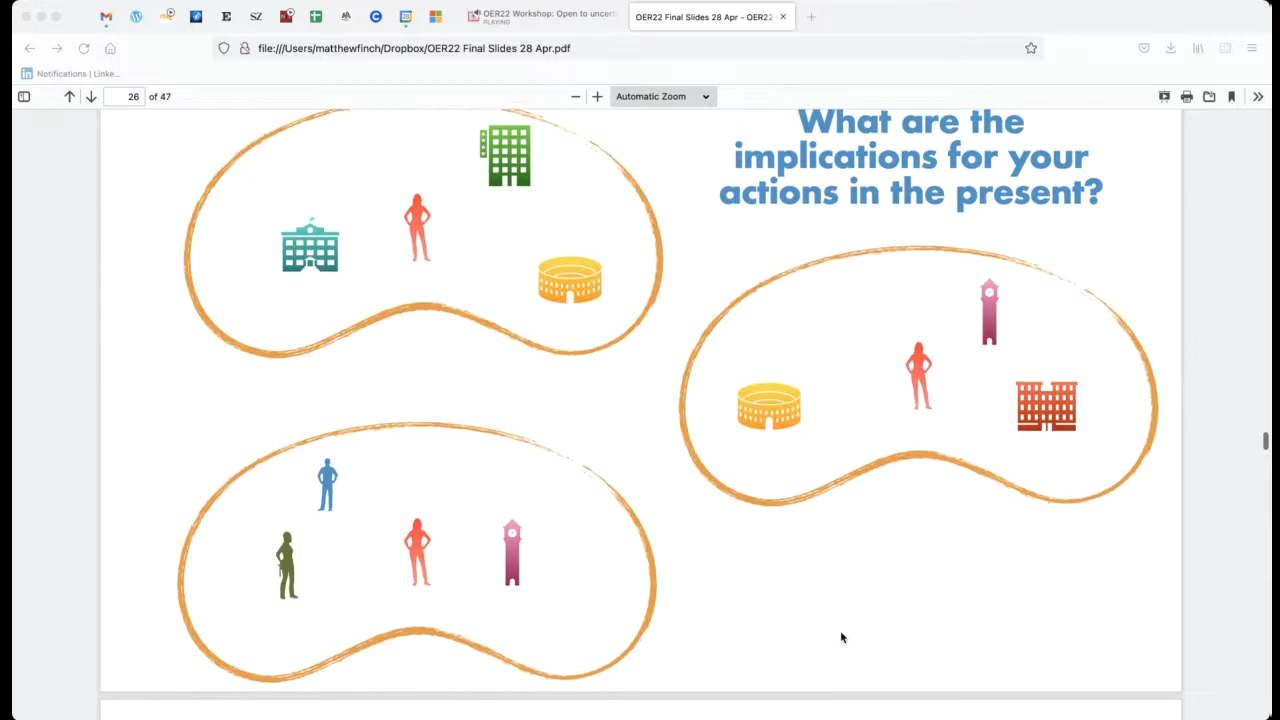 OER22 Workshop: Open to uncert
PLAYING
OER22 Final Slides 28 Apr - OER22
file:///Users/matthewfinch/Dropbox/OER22 Final Slides 28 Apr.pdf
Notifications | Linke...
26 of 47
Automatic Zoom
What are the
implications for your
actions in the present?